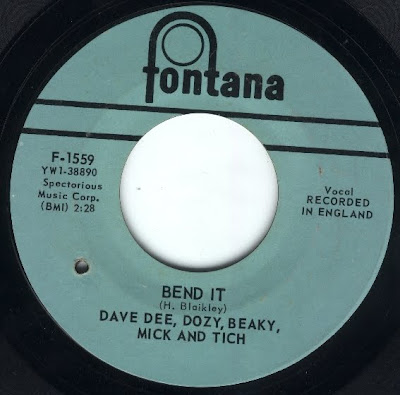 fontana
F-1559
YW1-38890
Spectorious
Music Corp.
(BMI) 2:28
Vocal
RECORDED
IN ENGLAND
BEND IT
(H. Blaikley)
DAVE DEE, DOZY, BEAKY,
MICK AND TICH